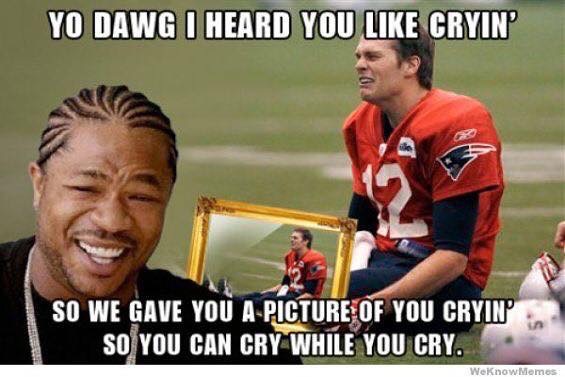 YO DAWG I HEARD YOU LIKE CRYIN'
12
12
SO WE GAVE YOU A PICTURE OF YOU CRYIN'
SO YOU CAN CRY WHILE YOU CRY.
WeKnowMemes